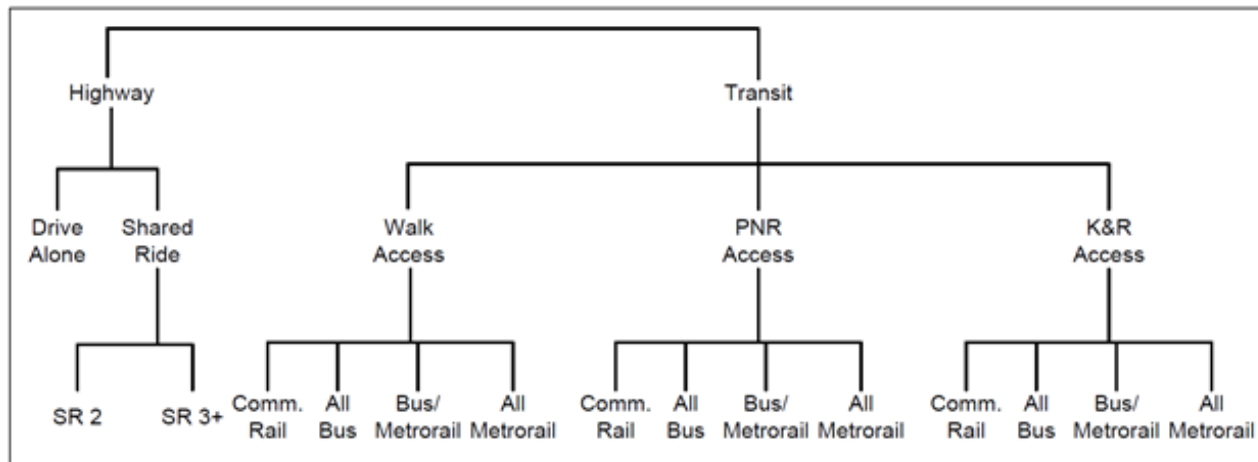 Highway Transit
Drive Shared Walk PNR K&R
Alone Ride Access Access Access
SR 2 SR 3+ Comm. All Bus/ All Comm. All Bus/ All Comm. All Bus/ All
Rail Bus Metrorail Metrorail Rail Bus Metrorail Metrorail Rail Bus Metrorail Metrorail